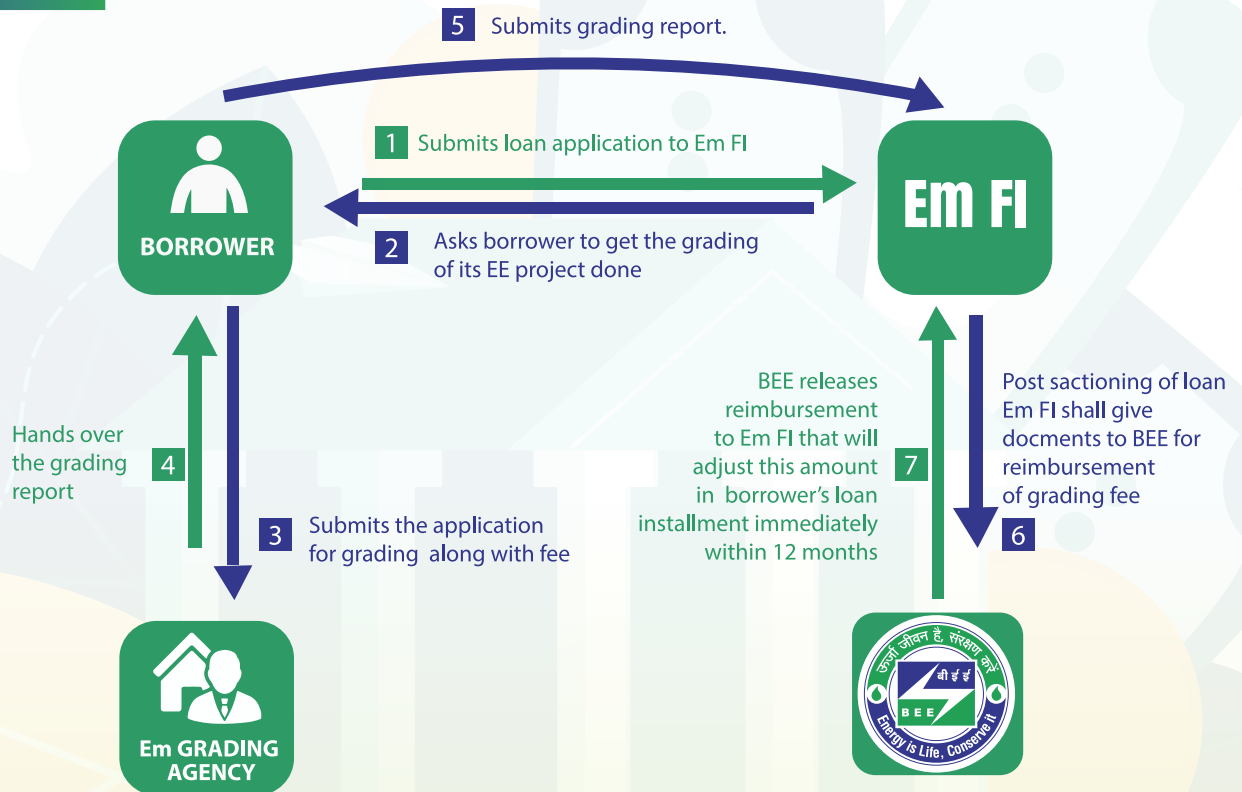 5 Submits grading report.
1 Submits loan application to Em FI
BORROWER
Em FI
2 Asks borrower to get the grading
of its EE project done
Hands over
the grading
report
4
3 Submits the application
for grading along with fee
BEE releases
reimbursement
to Em FI that will
adjust this amount
in borrower's loan
installment immediately
within 12 months
7
Post sactioning of loan
Em FI shall give
docments to BEE for
reimbursement
of grading fee
6
Em GRADING
AGENCY
ऊर्जा जीवन है, संरक्षण करें
बी ई ई
BEE
Energy is Life, Conserve it